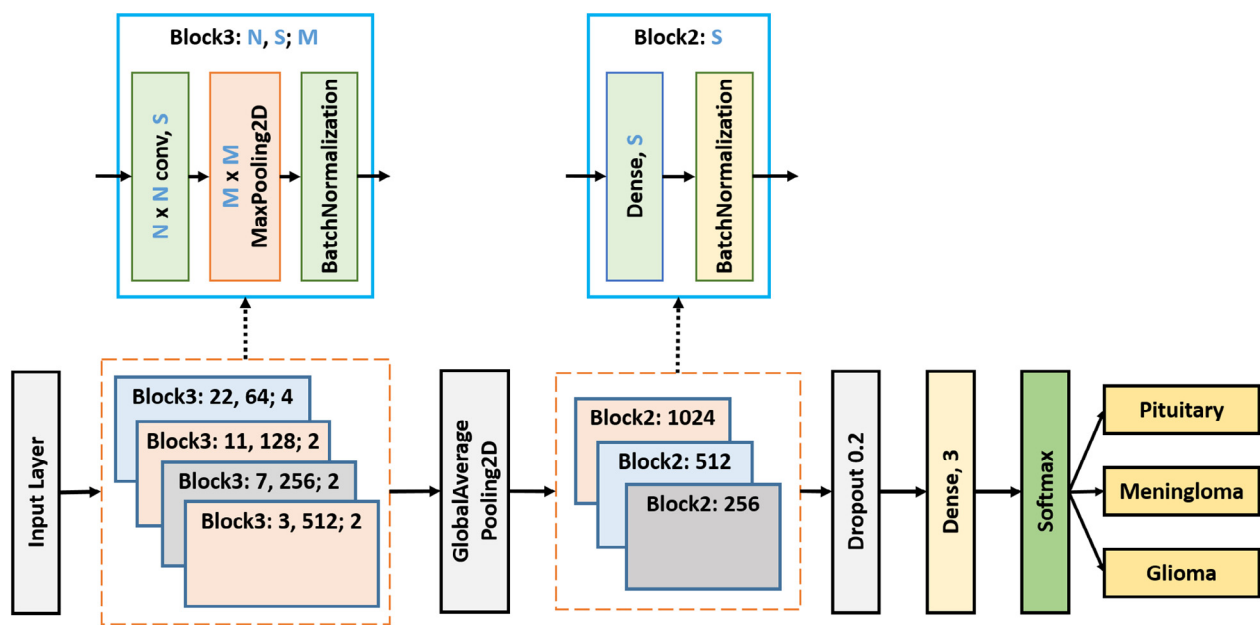 Block3: N, S; M
N x N conv, S
M x M
MaxPooling2D
BatchNormalization
Block2: S
Dense, S
BatchNormalization
Input Layer
Block3: 22, 64; 4
Block3: 11, 128; 2
Block3: 7, 256; 2
Block3: 3, 512; 2
GlobalAverage
Pooling2D
Block2: 1024
Block2: 512
Block2: 256
Dropout 0.2
Dense, 3
Softmax
Pituitary
Meningloma
Glioma